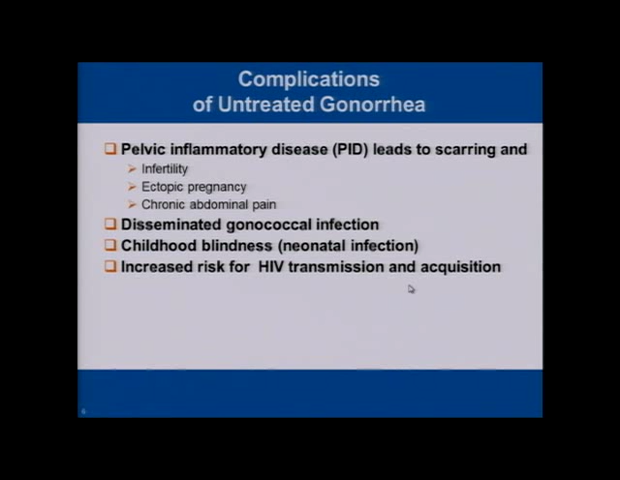 Complications
of Untreated Gonorrhea
Pelvic inflammatory disease (PID) leads to scarring and
Infertility
Ectopic pregnancy
Chronic abdominal pain
Disseminated gonococcal infection
Childhood blindness (neonatal infection)
Increased risk for HIV transmission and acquisition